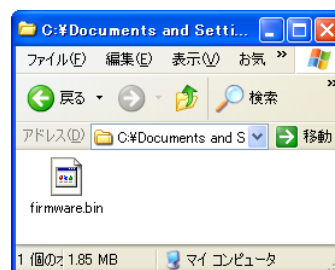 C:¥Documents and Setti...
ファイル(F) 編集(E) 表示(V) お気 »
戻る 検索 »
アドレス(D) C:¥Documents and S 移動
firmware.bin
1 個のオ 1.85 MB マイ コンピュータ